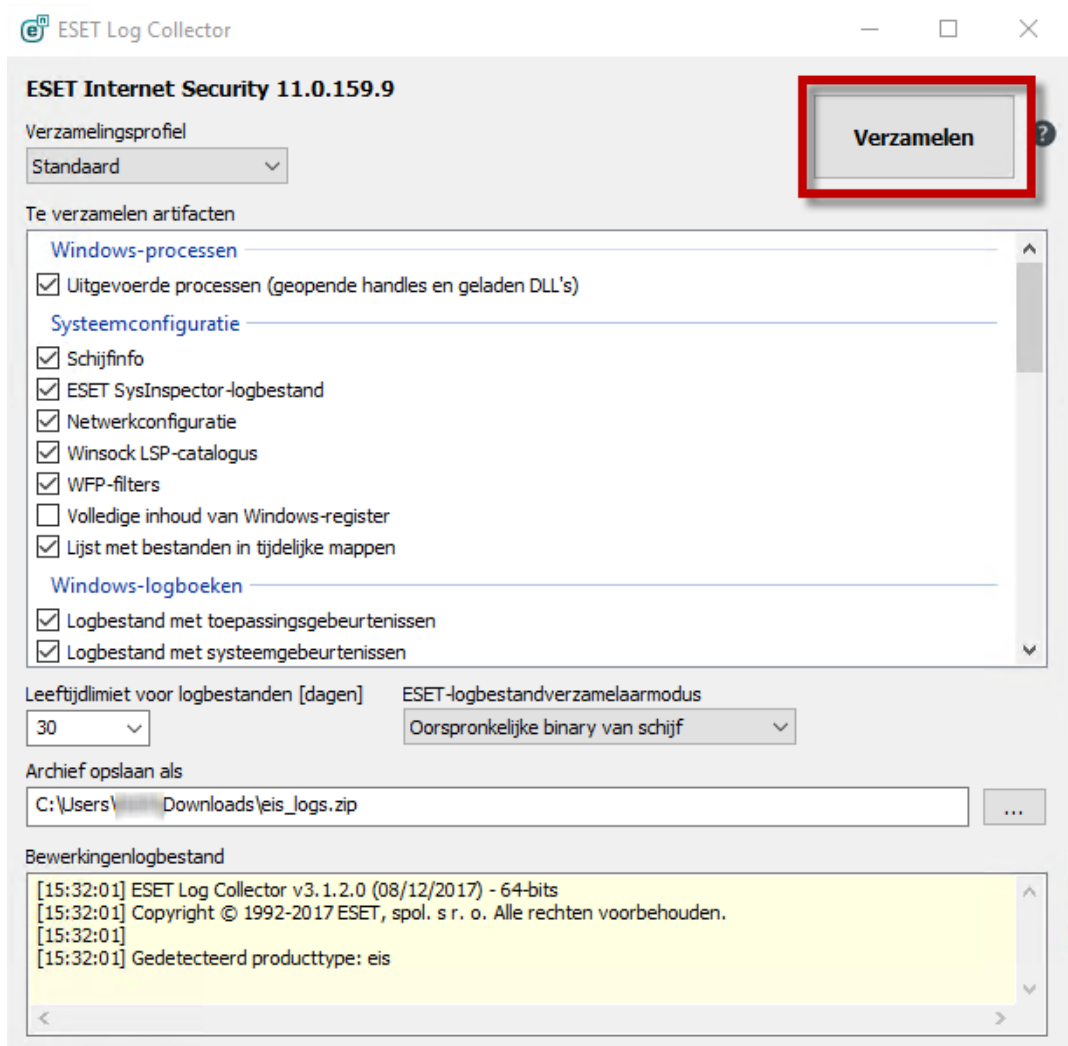 ESET Log Collector
ESET Internet Security 11.0.159.9
Verzamelingsprofiel
Standaard
Verzamelen
?
Te verzamelen artifacten
Windows-processen
Uitgevoerde processen (geopende handles en geladen DLL's)
Systeemconfiguratie
Schijfinfo
ESET SysInspector-logbestand
Netwerkconfiguratie
Winsock LSP-catalogus
WFP-filters
Volledige inhoud van Windows-register
Lijst met bestanden in tijdelijke mappen
Windows-logboeken
Logbestand met toepassingsgebeurtenissen
Logbestand met systeemgebeurtenissen
Leeftijdlimiet voor logbestanden [dagen]
30
ESET-logbestandverzamelaarmodus
Oorspronkelijke binary van schijf
Archief opslaan als
C:\Users\ Downloads\eis_logs.zip
...
Bewerkingenlogbestand
[15:32:01] ESET Log Collector v3.1.2.0 (08/12/2017) - 64-bits
[15:32:01] Copyright © 1992-2017 ESET, spol. s r. o. Alle rechten voorbehouden.
[15:32:01]
[15:32:01] Gedetecteerd producttype: eis